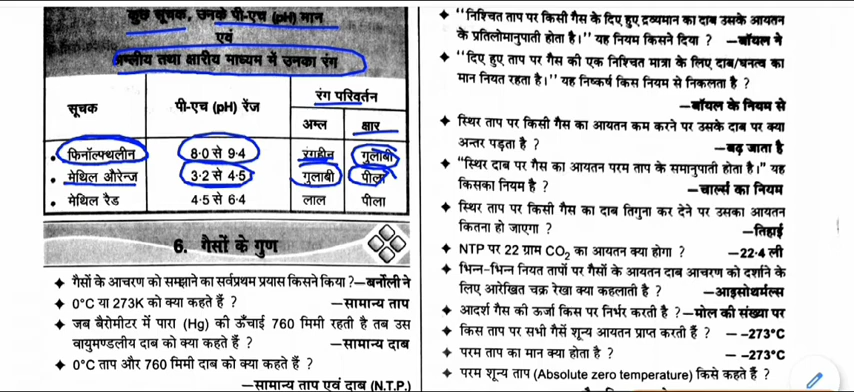 कुछ सूचक, उनके पी-एच (pH) मान
एवं
अम्लीय तथा क्षारीय माध्यम में उनका रंग
सूचक
पी-एच (pH) रेंज
रंग परिवर्तन
अम्ल
क्षार
• फिनॉल्फ्थलीन 8·0 से 9·4 रंगहीन गुलाबी
• मेथिल औरेन्ज 3·2 से 4·5 गुलाबी पीला
• मेथिल रैड 4·5 से 6·4 लाल पीला
6. गैसों के गुण
गैसों के आचरण को समझाने का सर्वप्रथम प्रयास किसने किया ?—बर्नोली ने
0°C या 273K को क्या कहते हैं ? —सामान्य ताप
जब बैरोमीटर में पारा (Hg) की ऊँचाई 760 मिमी रहती है तब उस
वायुमण्डलीय दाब को क्या कहते हैं ? —सामान्य दाब
0°C ताप और 760 मिमी दाब को क्या कहते हैं ?
—सामान्य ताप एवं दाब (N.T.P.)
"निश्चित ताप पर किसी गैस के दिए हुए द्रव्यमान का दाब उसके आयतन
के प्रतिलोमानुपाती होता है।" यह नियम किसने दिया ? —बॉयल ने
"दिए हुए ताप पर गैस की एक निश्चित मात्रा के लिए दाब/घनत्व का
मान नियत रहता है।" यह निष्कर्ष किस नियम से निकलता है ?
—बॉयल के नियम से
स्थिर ताप पर किसी गैस का आयतन कम करने पर उसके दाब पर क्या
अन्तर पड़ता है ? —बढ़ जाता है
"स्थिर दाब पर गैस का आयतन परम ताप के समानुपाती होता है।" यह
किसका नियम है ? —चार्ल्स का नियम
स्थिर ताप पर किसी गैस का दाब तिगुना कर देने पर उसका आयतन
कितना हो जाएगा ? —तिहाई
NTP पर 22 ग्राम CO₂ का आयतन क्या होगा ? —22·4 ली
भिन्न-भिन्न नियत तापों पर गैसों के आयतन दाब आचरण को दर्शाने के
लिए आरेखित चक्र रेखा क्या कहलाती है ? —आइसोथर्मल्स
आदर्श गैस की ऊर्जा किस पर निर्भर करती है ?—मोल की संख्या पर
किस ताप पर सभी गैसें शून्य आयतन प्राप्त करती हैं ? — -273°C
परम ताप का मान क्या होता है ? — -273°C
परम शून्य ताप (Absolute zero temperature) किसे कहते हैं ?